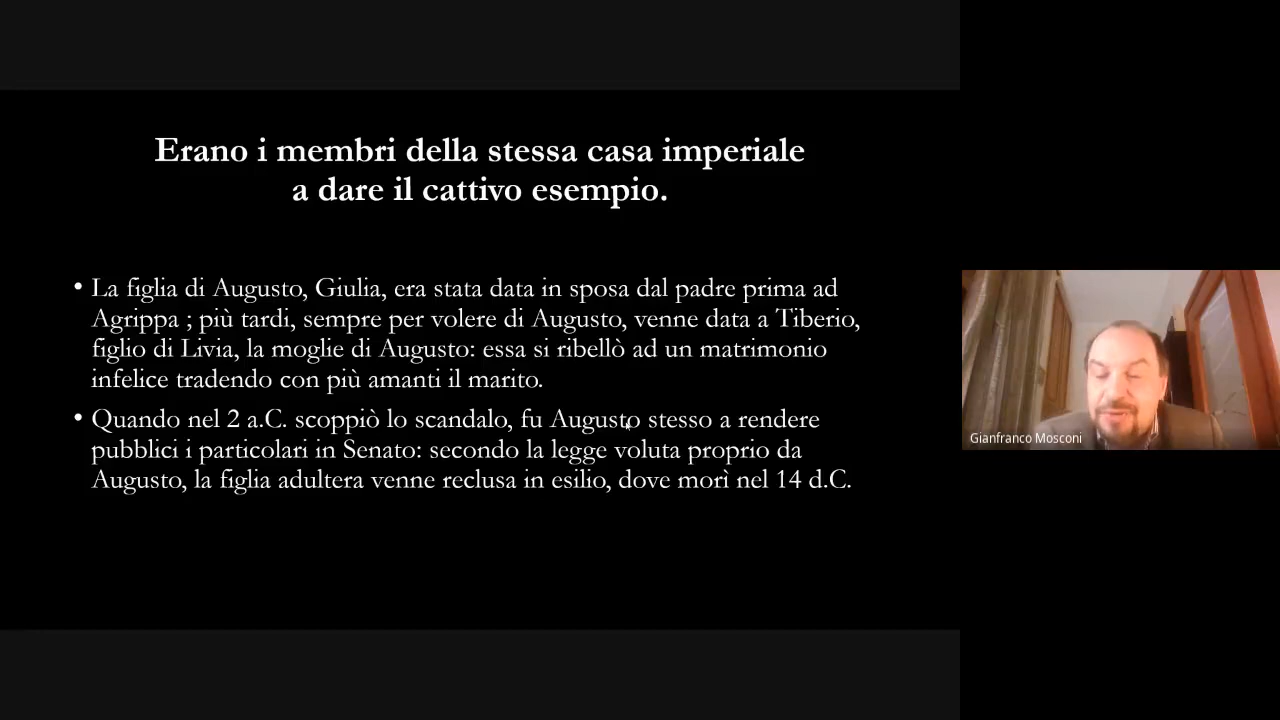 Erano i membri della stessa casa imperiale
a dare il cattivo esempio.
• La figlia di Augusto, Giulia, era stata data in sposa dal padre prima ad
Agrippa ; più tardi, sempre per volere di Augusto, venne data a Tiberio,
figlio di Livia, la moglie di Augusto: essa si ribellò ad un matrimonio
infelice tradendo con più amanti il marito.
• Quando nel 2 a.C. scoppiò lo scandalo, fu Augusto stesso a rendere
pubblici i particolari in Senato: secondo la legge voluta proprio da
Augusto, la figlia adultera venne reclusa in esilio, dove morì nel 14 d.C.
Gianfranco Mosconi